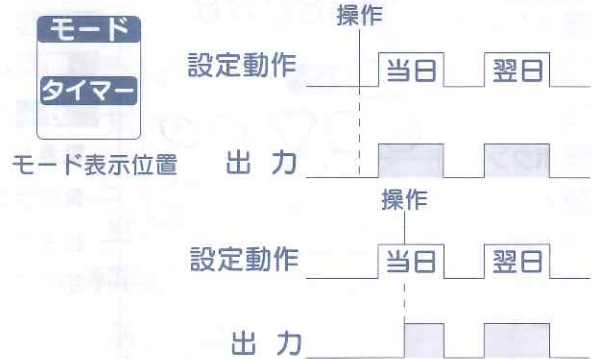 モード
タイマー
モード表示位置
操作
設定動作 当日 翌日
出力
操作
設定動作 当日 翌日
出力